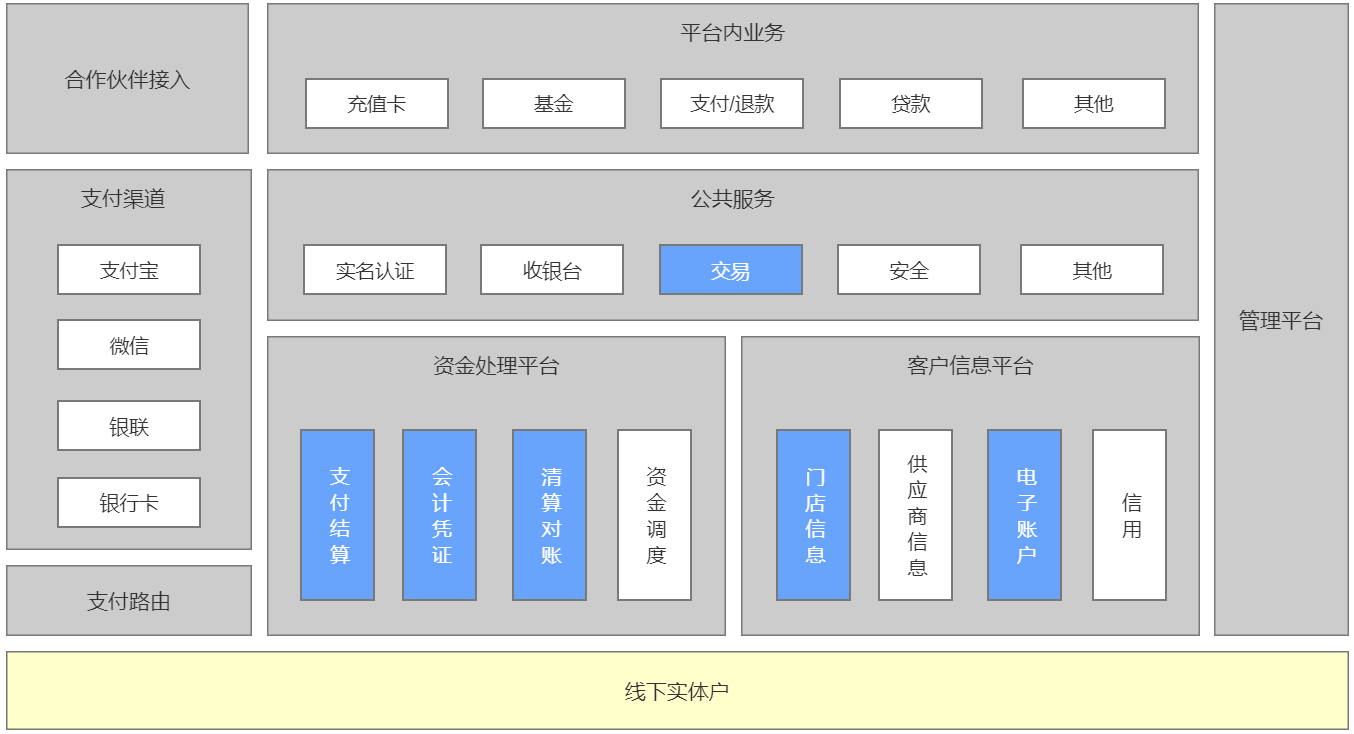 合作伙伴接入
平台内业务
充值卡
基金
支付/退款
贷款
其他
支付渠道
支付宝
微信
银联
银行卡
公共服务
实名认证
收银台
交易
安全
其他
管理平台
资金处理平台
支付结算
会计凭证
清算对账
资金调度
客户信息平台
门店信息
供应商信息
电子账户
信用
支付路由
线下实体户